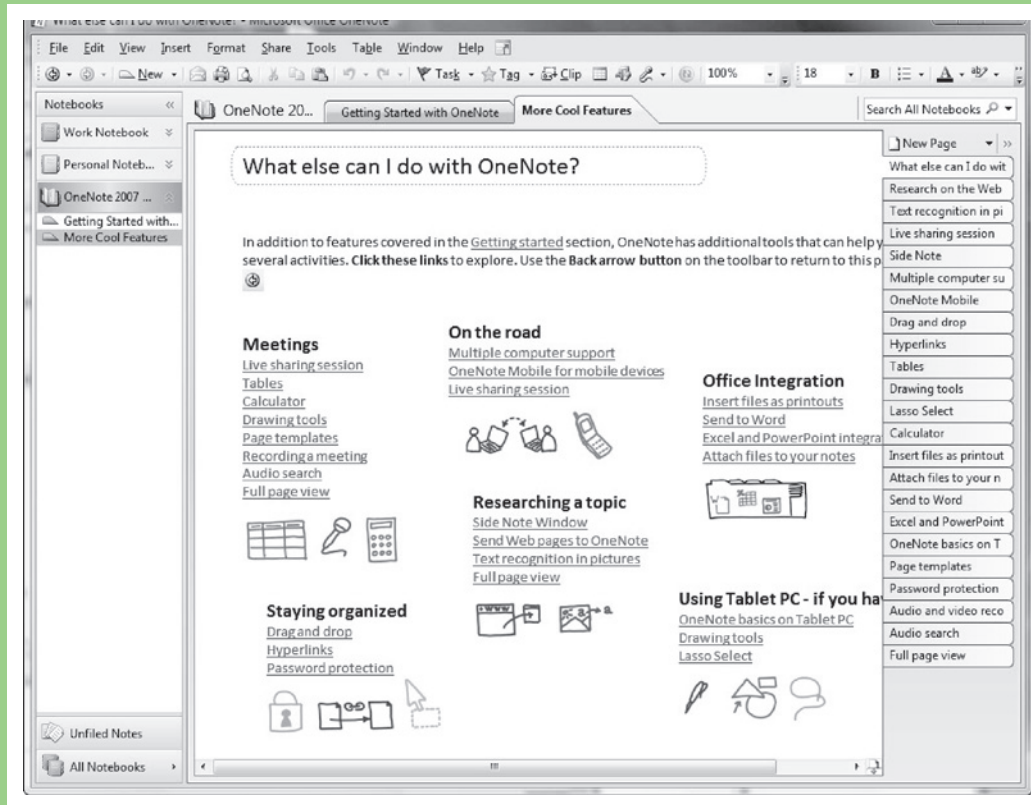 What else can I do with OneNote? - Microsoft Office OneNote
File Edit View Insert Format Share Tools Table Window Help
New Task Tag Clip 100% 18 B A ab
Notebooks «
Work Notebook
Personal Noteb...
OneNote 2007 ...
Getting Started with...
More Cool Features
Unfiled Notes
All Notebooks
OneNote 20... Getting Started with OneNote More Cool Features
Search All Notebooks
What else can I do with OneNote?
In addition to features covered in the Getting started section, OneNote has additional tools that can help y
several activities. Click these links to explore. Use the Back arrow button on the toolbar to return to this p
Meetings
Live sharing session
Tables
Calculator
Drawing tools
Page templates
Recording a meeting
Audio search
Full page view
On the road
Multiple computer support
OneNote Mobile for mobile devices
Live sharing session
Office Integration
Insert files as printouts
Send to Word
Excel and PowerPoint integra
Attach files to your notes
Researching a topic
Side Note Window
Send Web pages to OneNote
Text recognition in pictures
Full page view
www a a
Staying organized
Drag and drop
Hyperlinks
Password protection
Using Tablet PC - if you ha
OneNote basics on Tablet PC
Drawing tools
Lasso Select
New Page »
What else can I do wit
Research on the Web
Text recognition in pi
Live sharing session
Side Note
Multiple computer su
OneNote Mobile
Drag and drop
Hyperlinks
Tables
Drawing tools
Lasso Select
Calculator
Insert files as printout
Attach files to your n
Send to Word
Excel and PowerPoint
OneNote basics on T
Page templates
Password protection
Audio and video reco
Audio search
Full page view